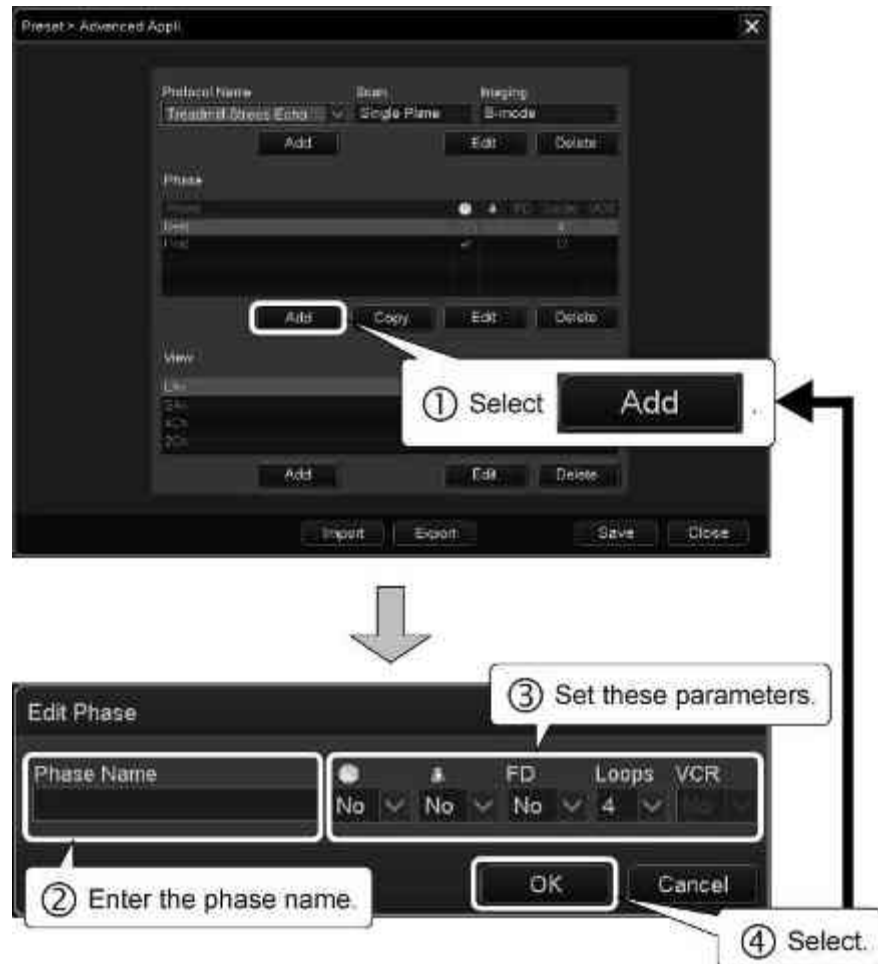 Preset > Advanced Appli.
Protocol Name Scan Imaging
Treadmill Stress Echo Single Plane B-mode
Add Edit Delete
Phase
FD Loops VCR
Add Copy Edit Delete
View
① Select Add .
Add Edit Delete
Import Export Save Close
③ Set these parameters.
Edit Phase
Phase Name FD Loops VCR
No No No 4 No
② Enter the phase name.
OK Cancel
④ Select.